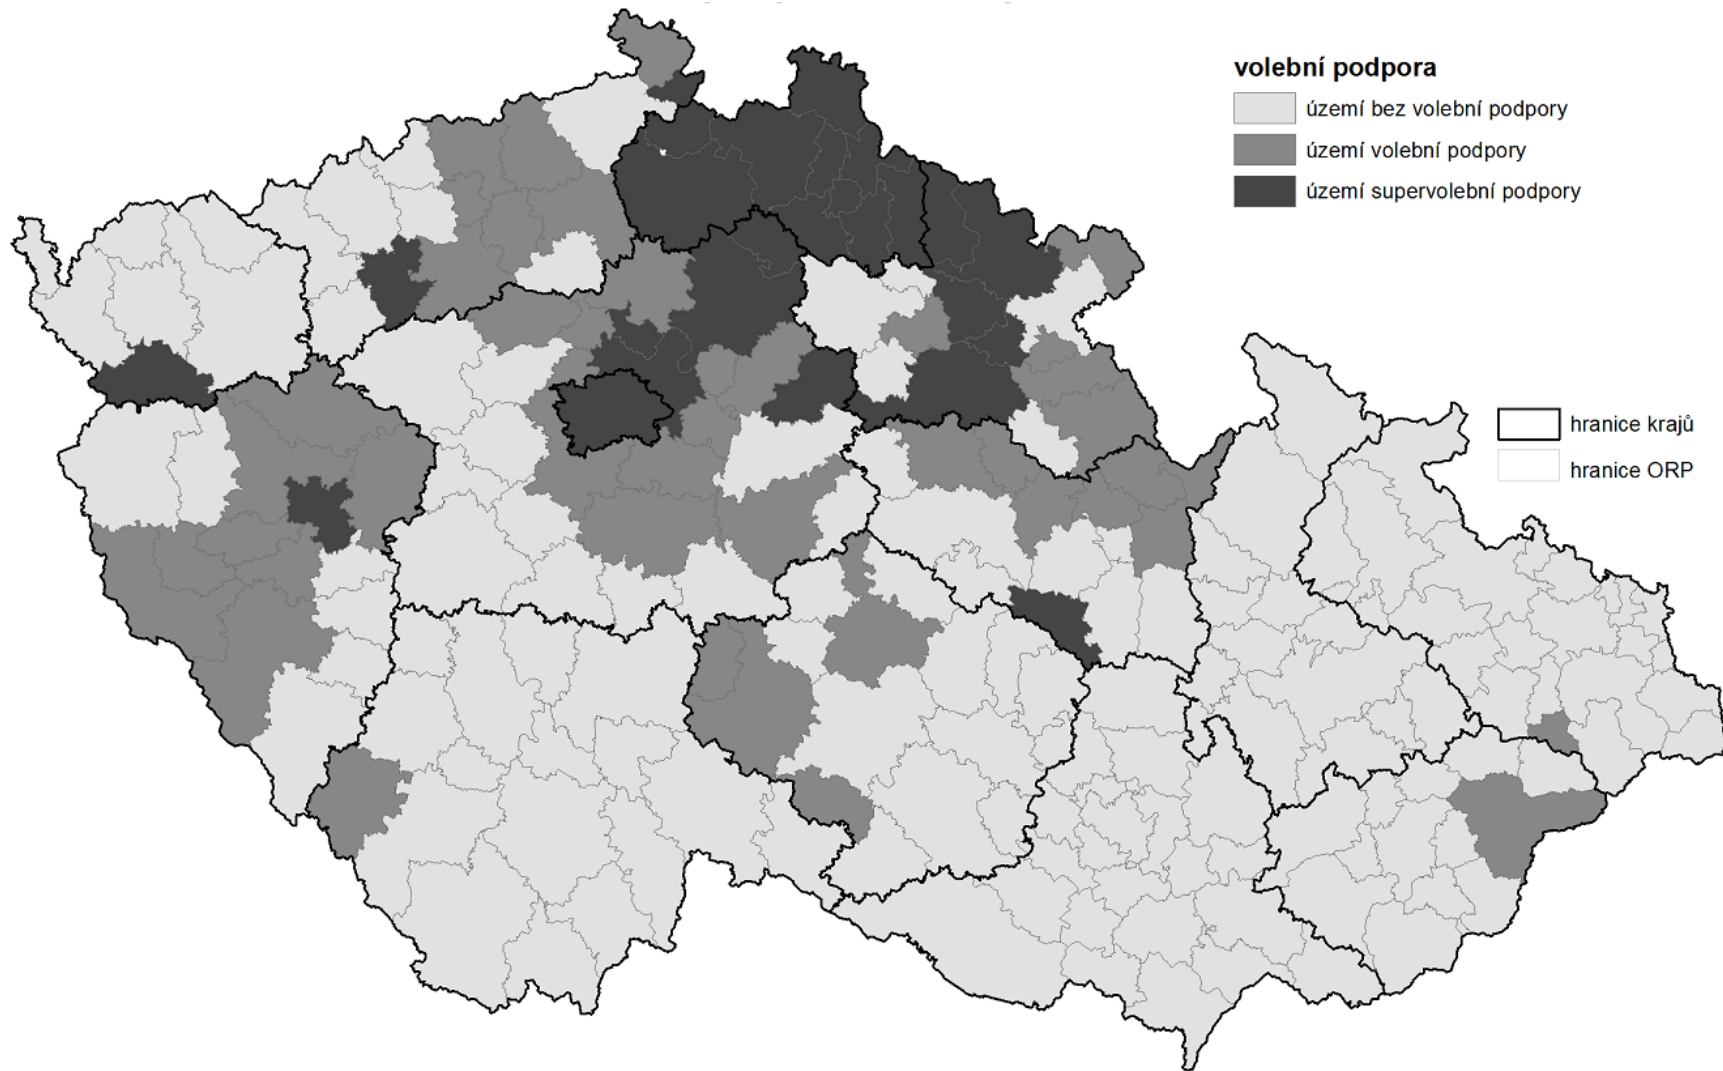 volební podpora
území bez volební podpory
území volební podpory
území supervolební podpory
hranice krajů
hranice ORP